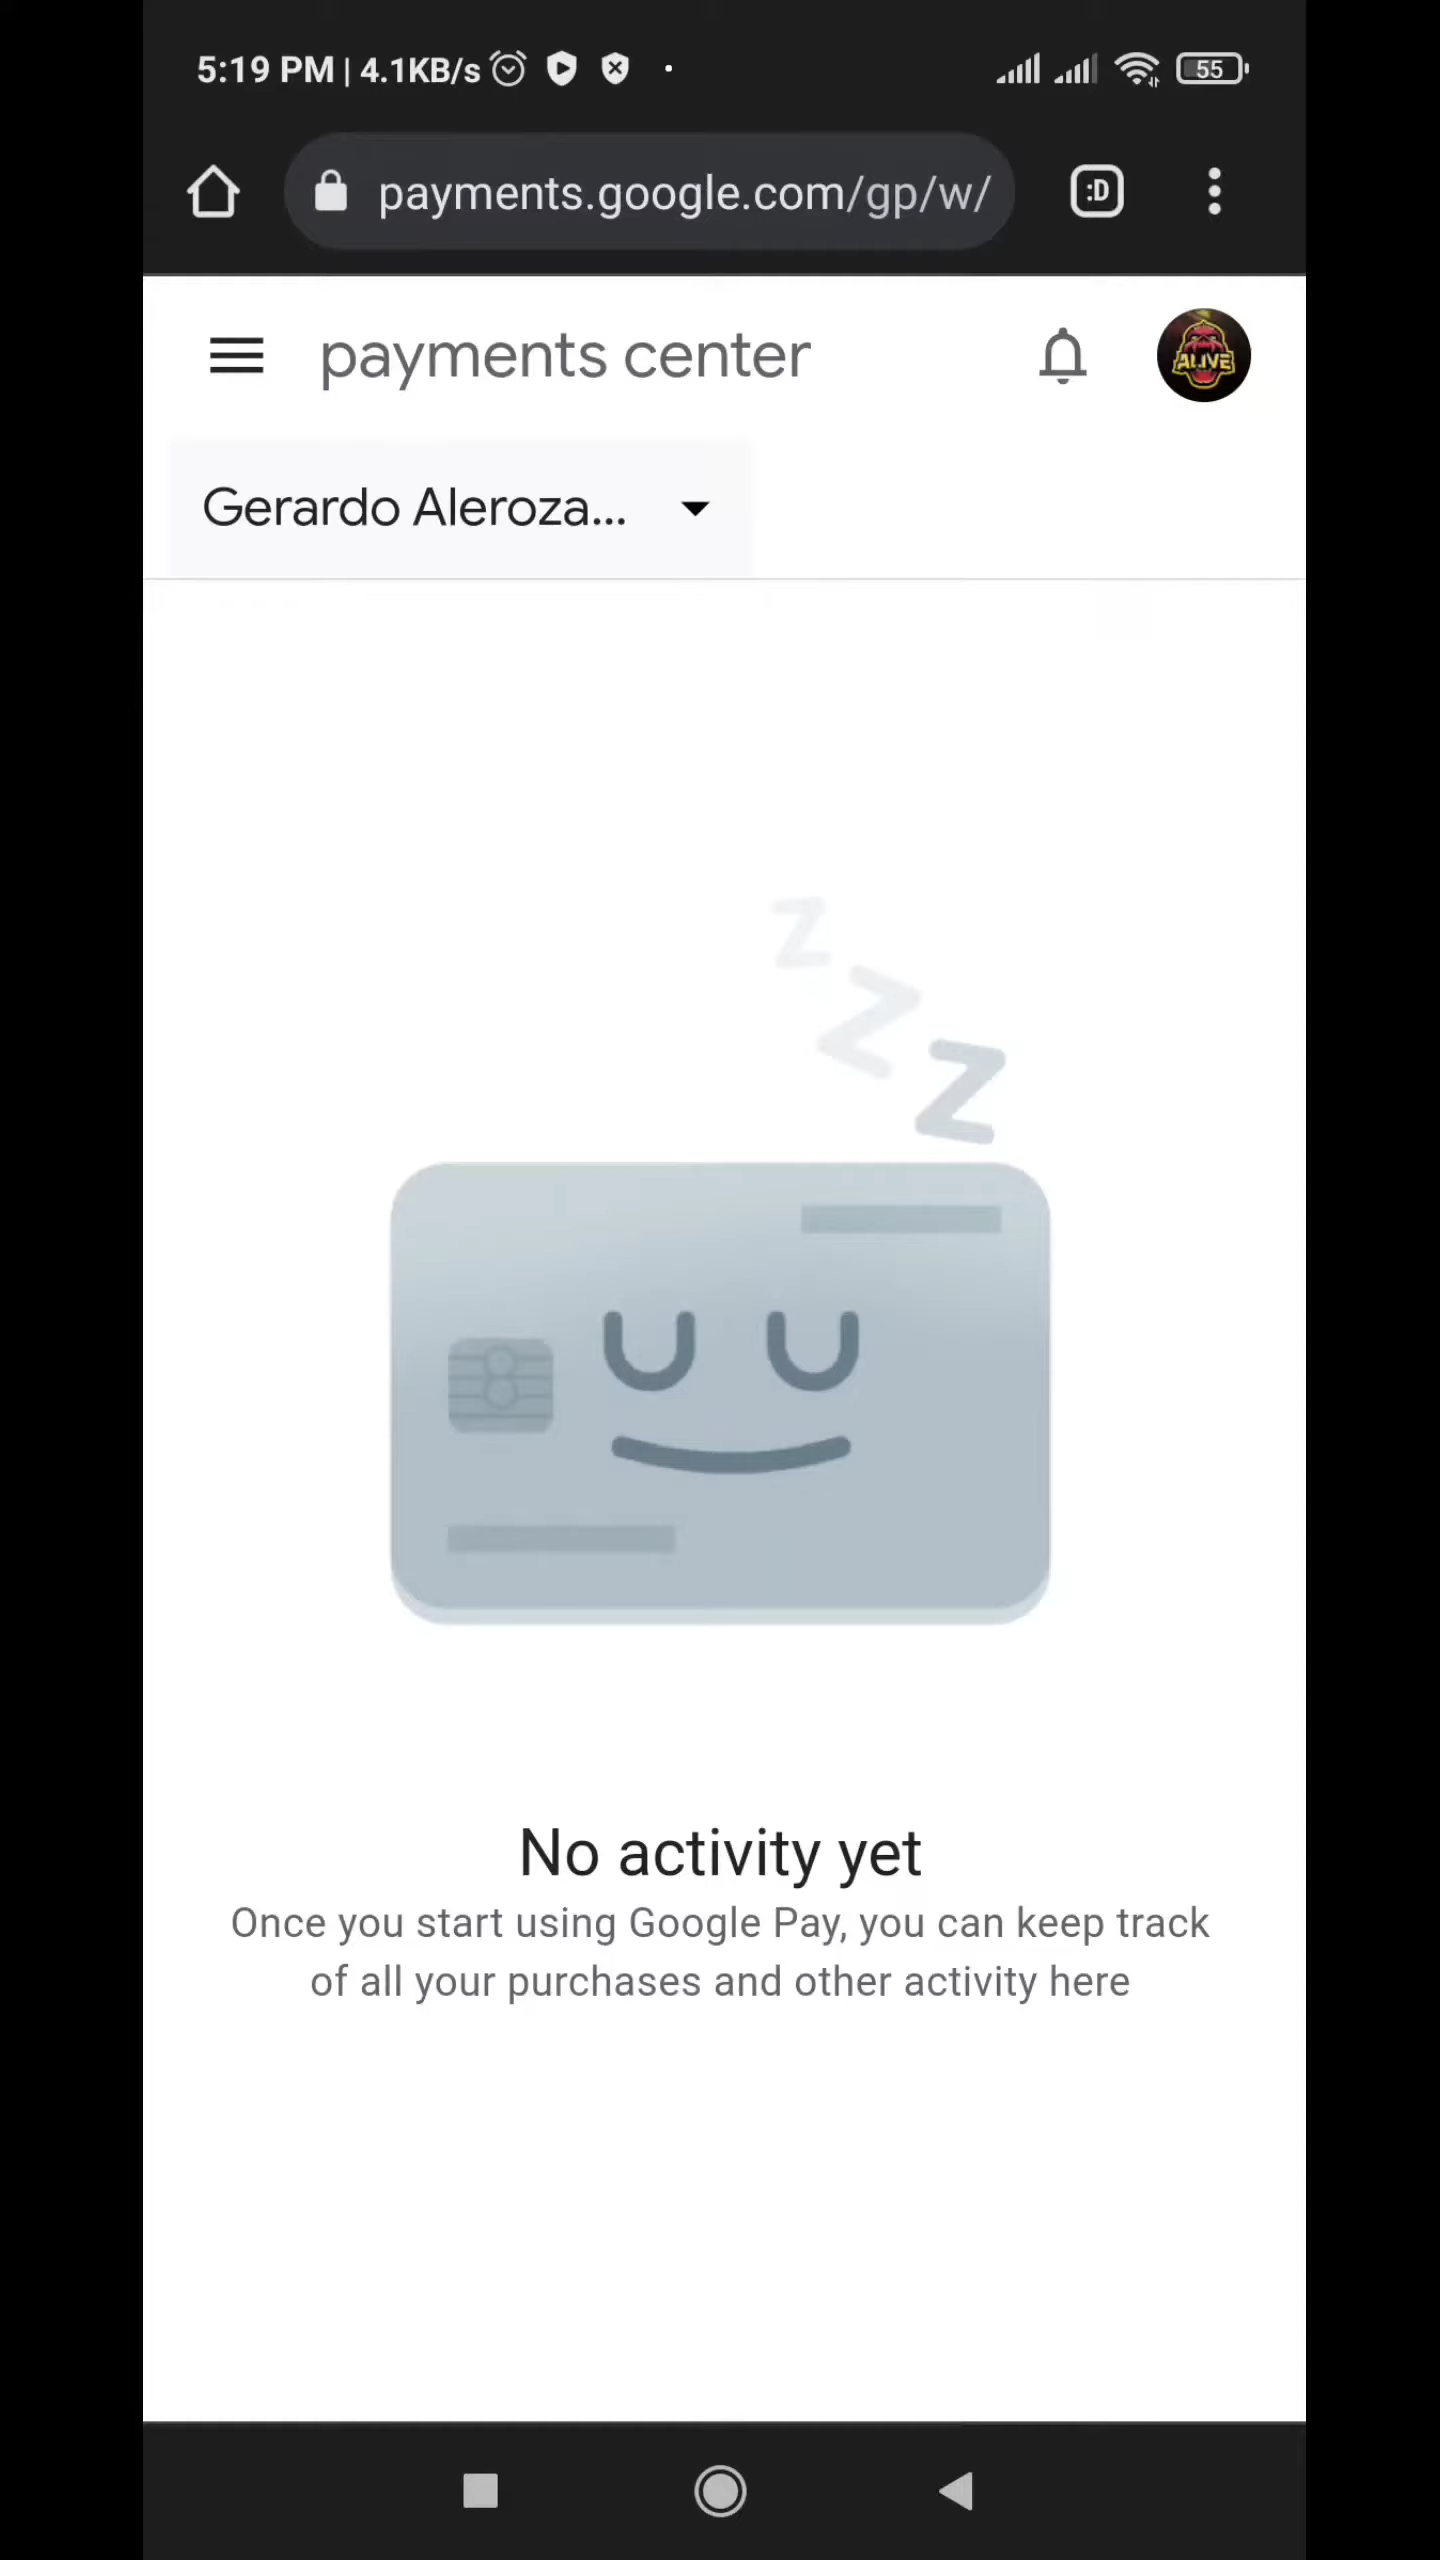 5:19 PM | 4.1KB/s
55
payments.google.com/gp/w/
:D
payments center
ALIVE
Gerardo Aleroza...
z
z
z
No activity yet
Once you start using Google Pay, you can keep track
of all your purchases and other activity here